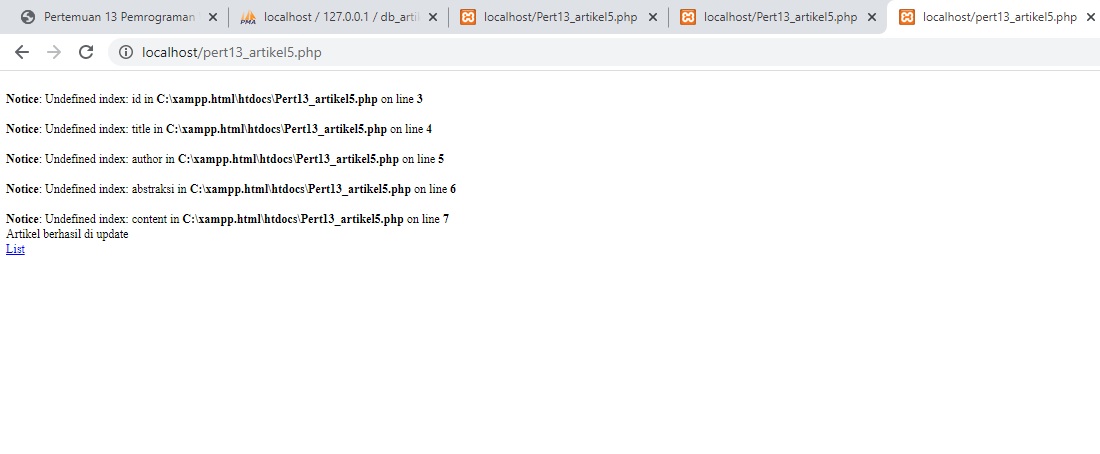 Pertemuan 13 Pemrograman
localhost / 127.0.0.1 / db_arti
localhost/Pert13_artikel5.php
localhost/Pert13_artikel5.php
localhost/pert13_artikel5.php
localhost/pert13_artikel5.php
Notice: Undefined index: id in C:\xampp.html\htdocs\Pert13_artikel5.php on line 3
Notice: Undefined index: title in C:\xampp.html\htdocs\Pert13_artikel5.php on line 4
Notice: Undefined index: author in C:\xampp.html\htdocs\Pert13_artikel5.php on line 5
Notice: Undefined index: abstraksi in C:\xampp.html\htdocs\Pert13_artikel5.php on line 6
Notice: Undefined index: content in C:\xampp.html\htdocs\Pert13_artikel5.php on line 7
Artikel berhasil di update
List